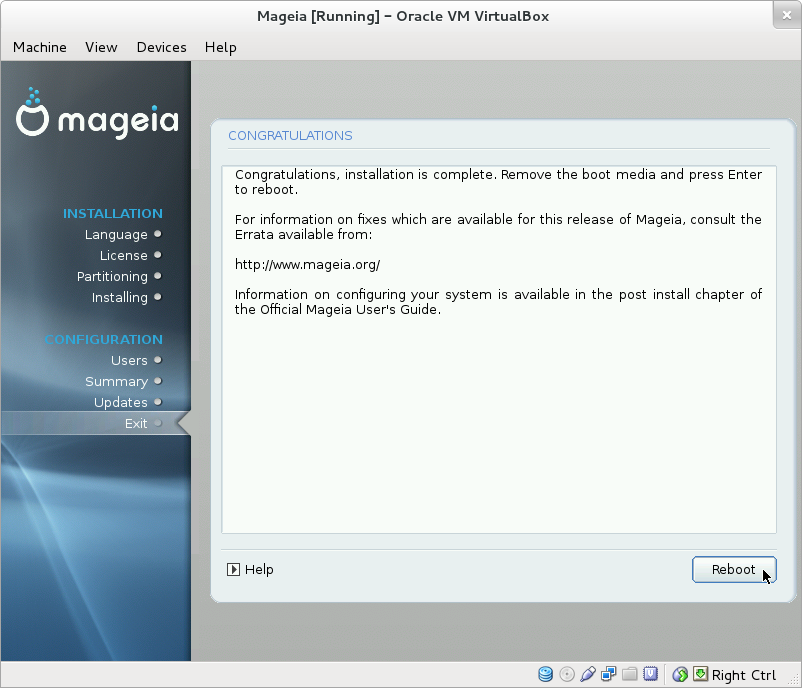 Mageia [Running] – Oracle VM VirtualBox
Machine View Devices Help
mageia
INSTALLATION
Language
License
Partitioning
Installing
CONFIGURATION
Users
Summary
Updates
Exit
CONGRATULATIONS
Congratulations, installation is complete. Remove the boot media and press Enter
to reboot.
For information on fixes which are available for this release of Mageia, consult the
Errata available from:
http://www.mageia.org/
Information on configuring your system is available in the post install chapter of
the Official Mageia User's Guide.
Help
Reboot
Right Ctrl